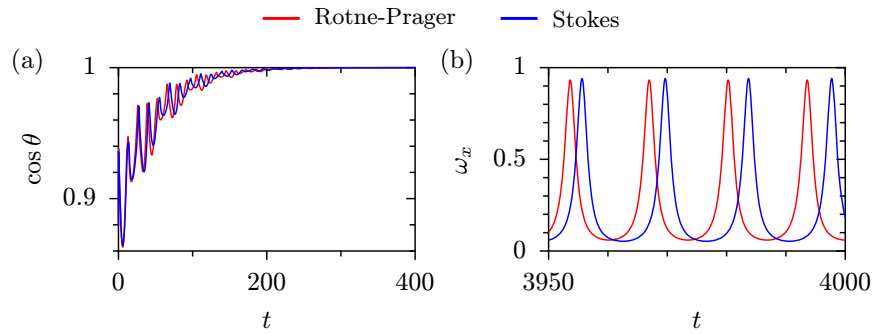 Rotne-Prager Stokes
(a) (b)
1
0.9
cos θ
0 200 400
t
1
0.5
0
ω_x
3950 4000
t